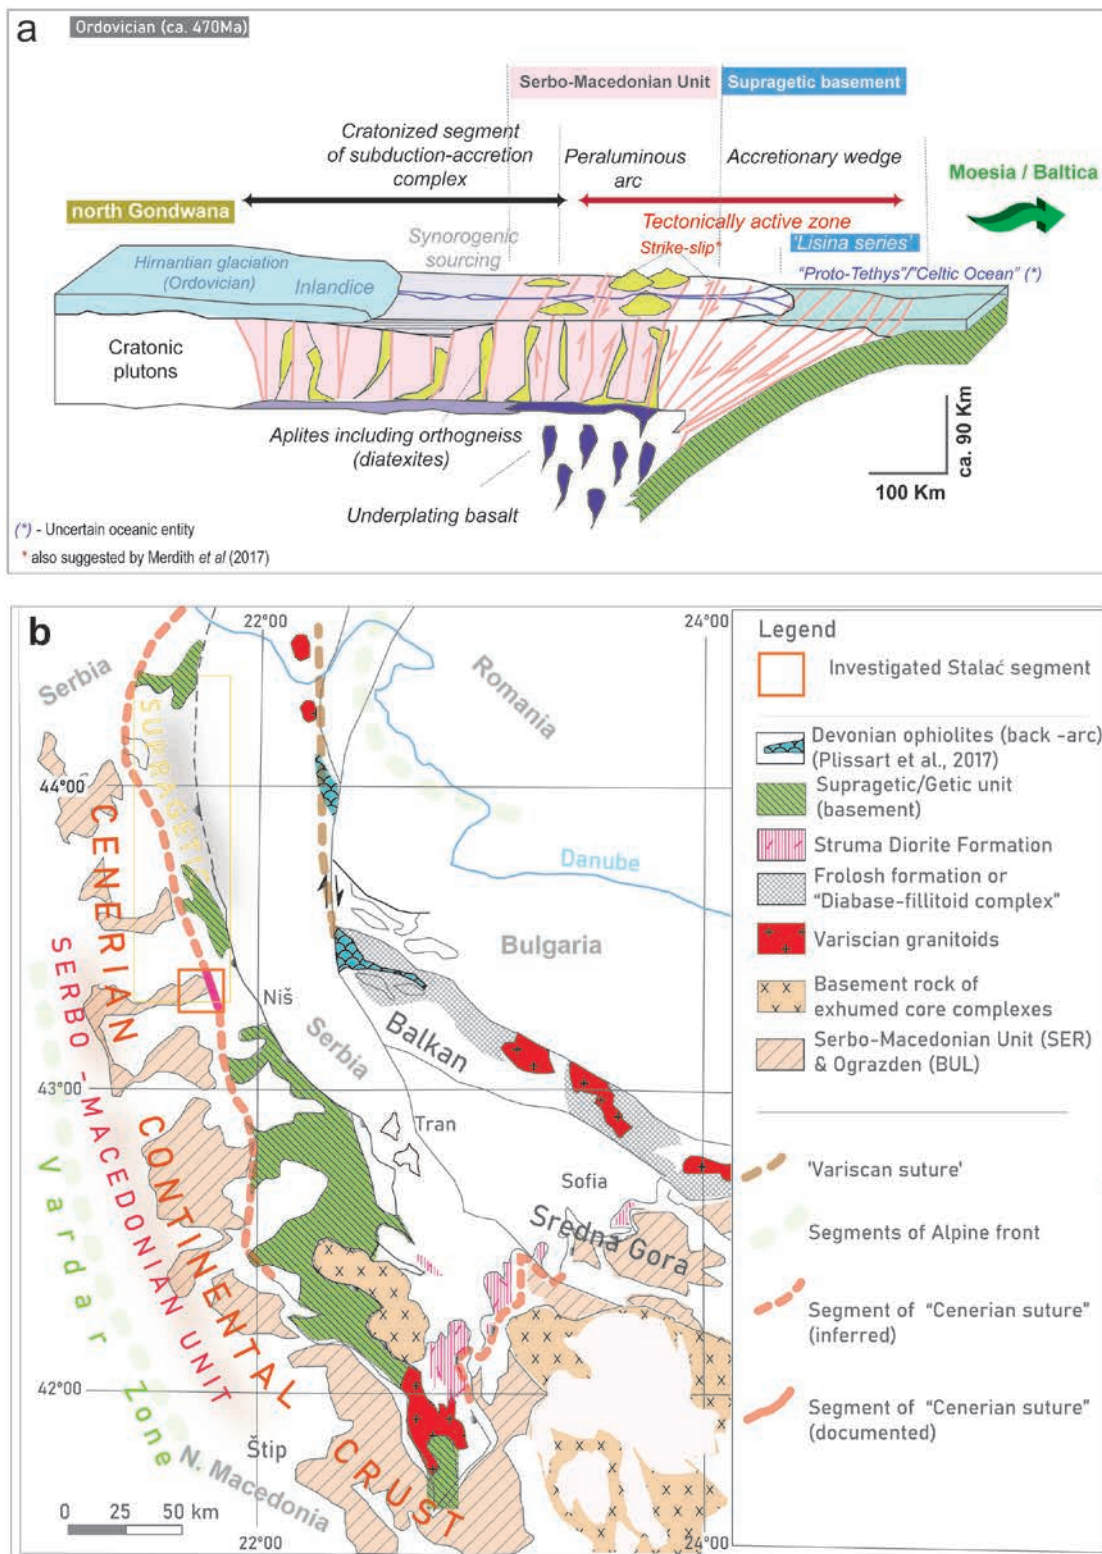 a
Ordovician (ca. 470Ma)
Serbo-Macedonian Unit
Supragetic basement
Cratonized segment
of subduction-accretion
complex
Peraluminous
arc
Accretionary wedge
Moesia / Baltica
north Gondwana
Synorogenic
sourcing
Tectonically active zone
Strike-slip*
'Lisina series'
"Proto-Tethys"/"Celtic Ocean" (*)
Hirnantian glaciation
(Ordovician)
Inlandice
Cratonic
plutons
Aplites including orthogneiss
(diatexites)
Underplating basalt
ca. 90 Km
100 Km
(*) - Uncertain oceanic entity
* also suggested by Merdith et al (2017)
b
22°00
24°00
Serbia
Romania
SUPRAGETIC
44°00
CENERIAN
Danube
Bulgaria
SERBO - MACEDONIAN UNIT
Niš
Serbia
Balkan
43°00
CONTINENTAL
Tran
Vardar
Zone
Sofia
Sredna Gora
42°00
Štip
N. Macedonia
CRUST
0 25 50 km
22°00
24°00
Legend
Investigated Stalać segment
Devonian ophiolites (back -arc)
(Plissart et al., 2017)
Supragetic/Getic unit
(basement)
Struma Diorite Formation
Frolosh formation or
"Diabase-fillitoid complex"
Variscian granitoids
Basement rock of
exhumed core complexes
Serbo-Macedonian Unit (SER)
& Ograzden (BUL)
'Variscan suture'
Segments of Alpine front
Segment of "Cenerian suture"
(inferred)
Segment of "Cenerian suture"
(documented)